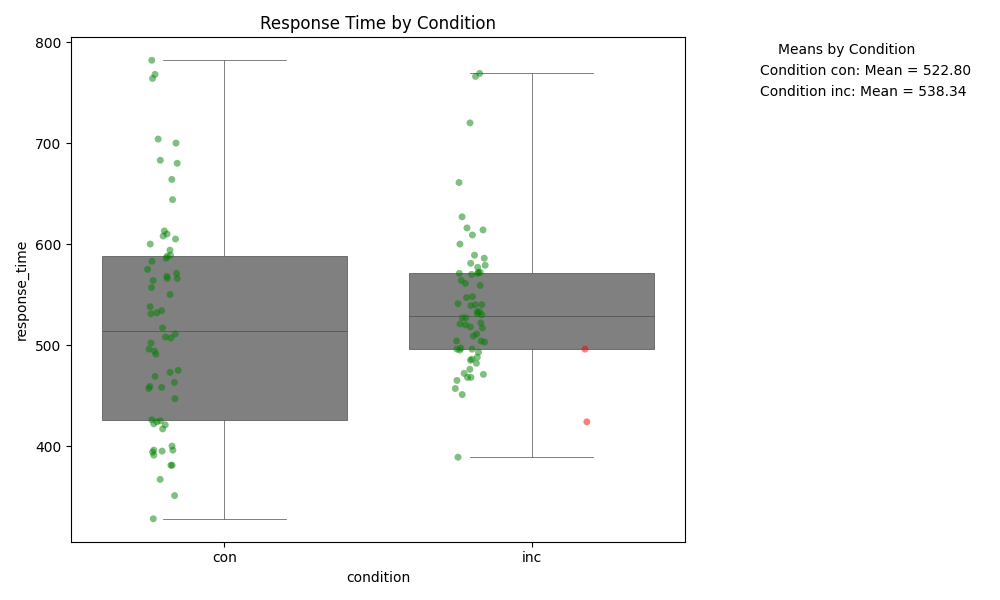 Response Time by Condition
Means by Condition
Condition con: Mean = 522.80
Condition inc: Mean = 538.34
800
700
600
500
400
response_time
con
inc
condition